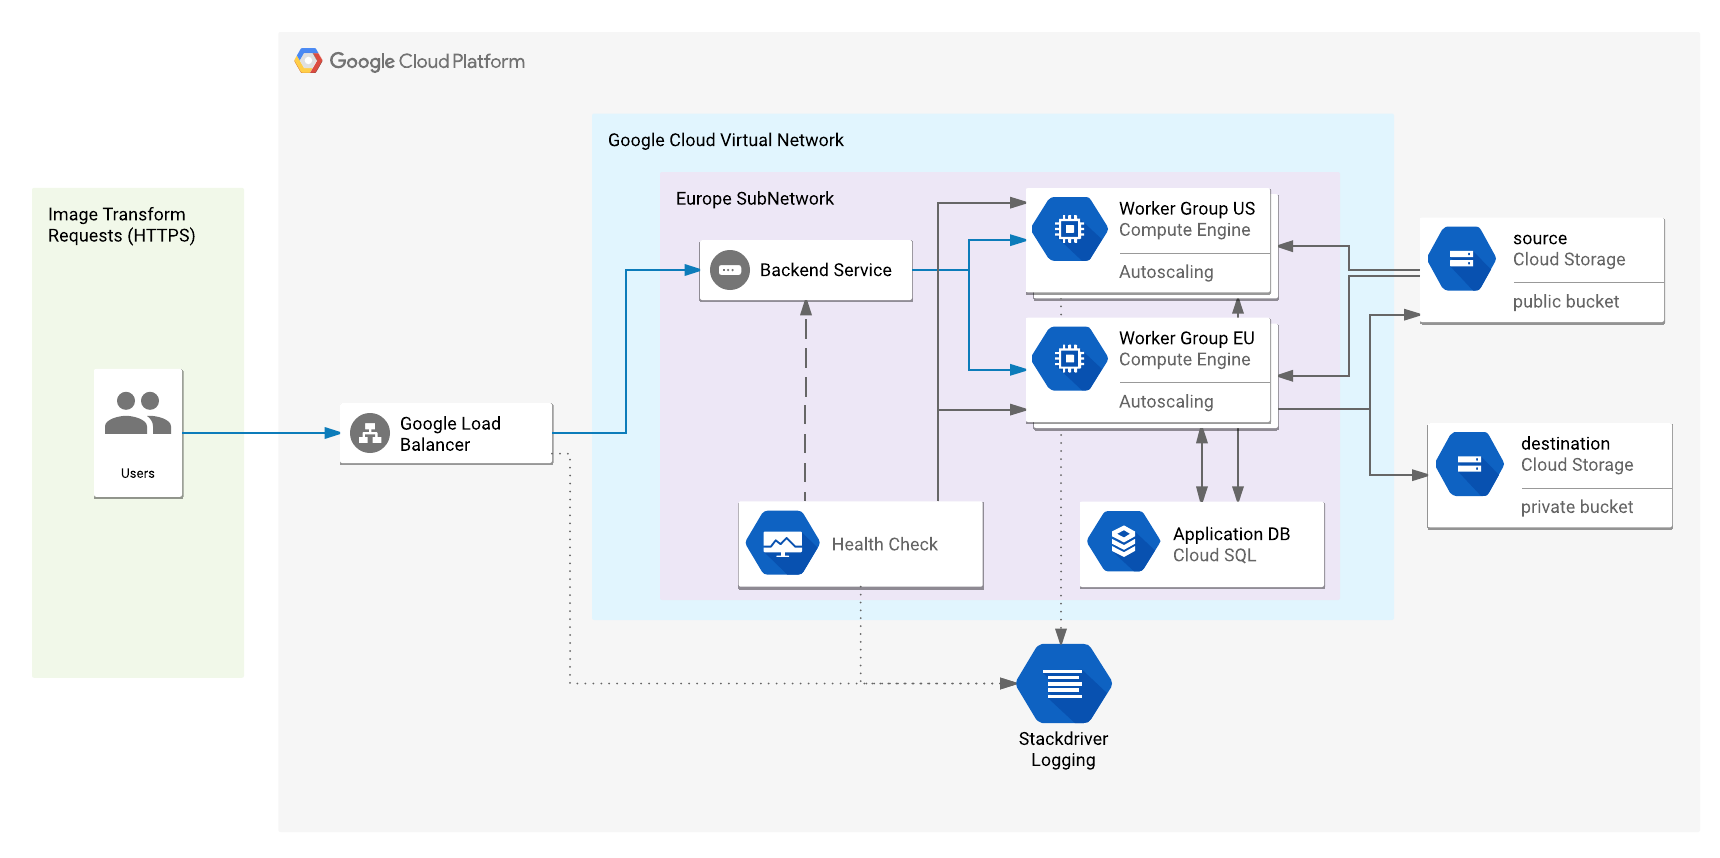 Google Cloud Platform
Google Cloud Virtual Network
Image Transform
Requests (HTTPS)
Europe SubNetwork
Worker Group US
Compute Engine
Autoscaling
source
Cloud Storage
public bucket
Backend Service
Worker Group EU
Compute Engine
Autoscaling
Users
Google Load
Balancer
destination
Cloud Storage
private bucket
Health Check
Application DB
Cloud SQL
Stackdriver
Logging